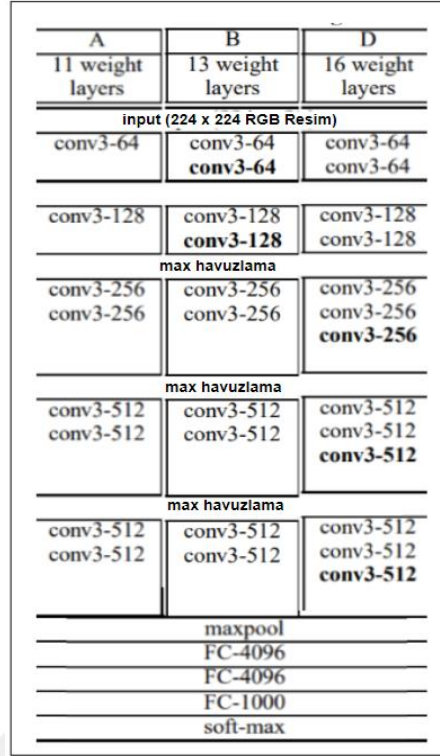 A B D
11 weight 13 weight 16 weight
layers layers layers
input (224 x 224 RGB Resim)
conv3-64 conv3-64 conv3-64
conv3-64 conv3-64
conv3-128 conv3-128 conv3-128
conv3-128 conv3-128
max havuzlama
conv3-256 conv3-256 conv3-256
conv3-256 conv3-256 conv3-256
conv3-256
max havuzlama
conv3-512 conv3-512 conv3-512
conv3-512 conv3-512 conv3-512
conv3-512
max havuzlama
conv3-512 conv3-512 conv3-512
conv3-512 conv3-512 conv3-512
conv3-512
maxpool
FC-4096
FC-4096
FC-1000
soft-max